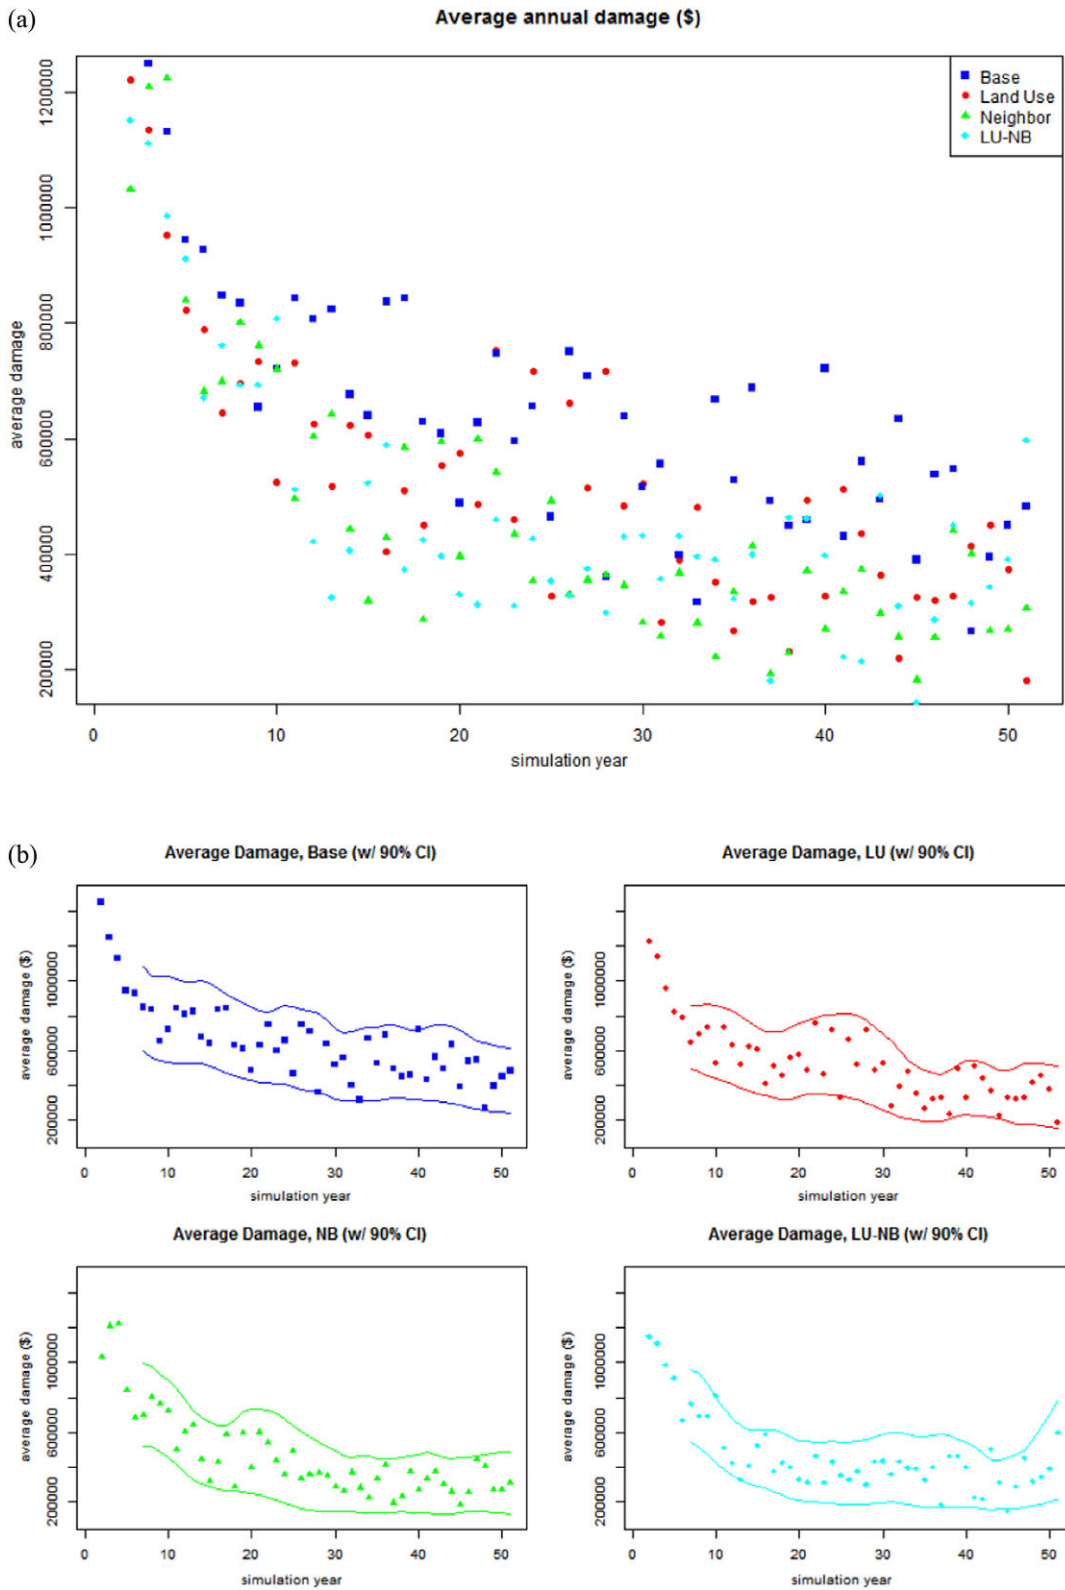 (a)
Average annual damage ($)
average damage
1200000
1000000
800000
600000
400000
200000
Base
Land Use
Neighbor
LU-NB
0 10 20 30 40 50
simulation year
(b)
Average Damage, Base (w/ 90% CI)
average damage ($)
1000000
600000
200000
0 10 20 30 40 50
simulation year
Average Damage, LU (w/ 90% CI)
average damage ($)
1000000
600000
200000
0 10 20 30 40 50
simulation year
Average Damage, NB (w/ 90% CI)
average damage ($)
1000000
600000
200000
0 10 20 30 40 50
simulation year
Average Damage, LU-NB (w/ 90% CI)
average damage ($)
1000000
600000
200000
0 10 20 30 40 50
simulation year